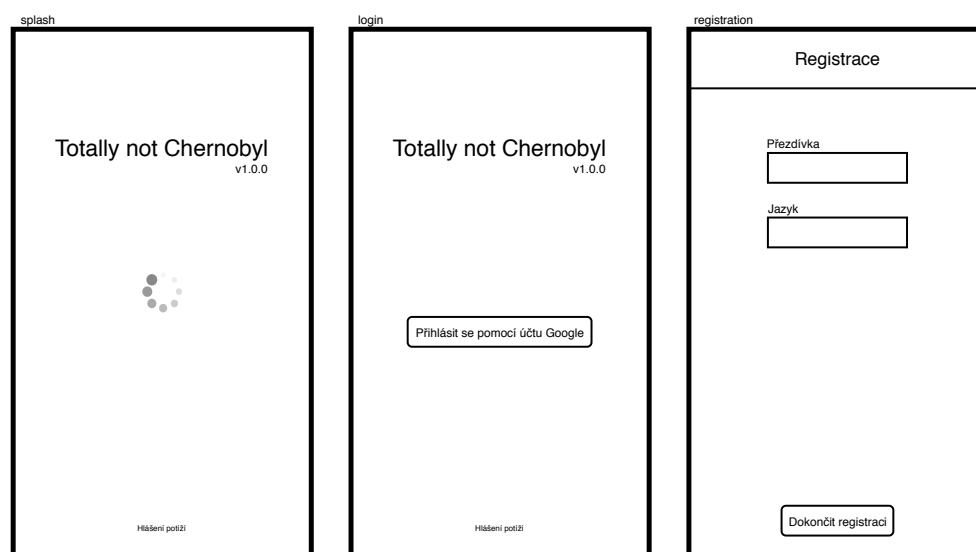 splash
Totally not Chernobyl
v1.0.0
Hlášení potíží
login
Totally not Chernobyl
v1.0.0
Přihlásit se pomocí účtu Google
Hlášení potíží
registration
Registrace
Přezdívka
Jazyk
Dokončit registraci